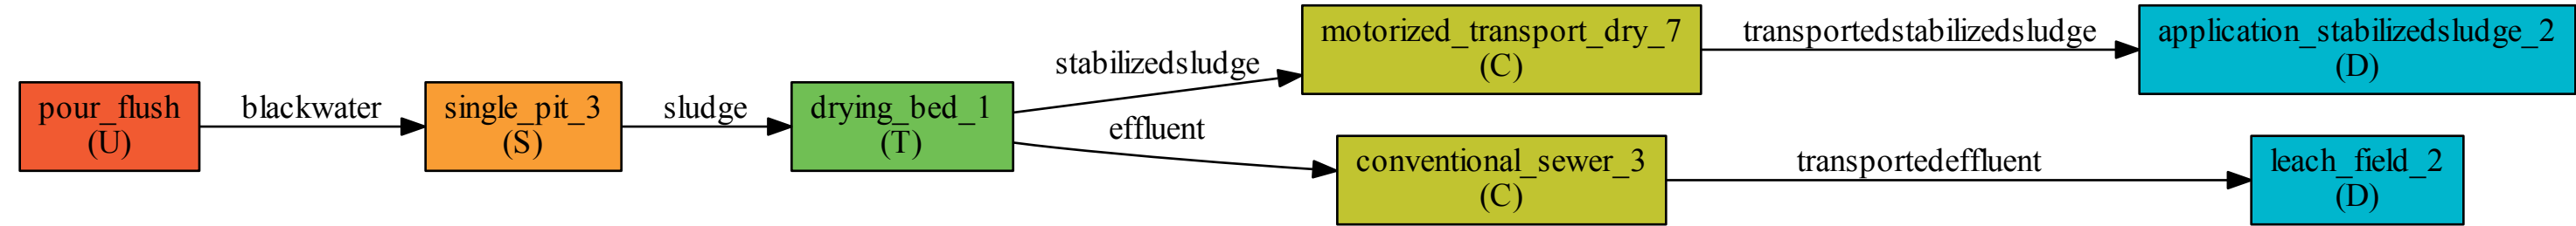 pour_flush
(U)
blackwater
single_pit_3
(S)
sludge
drying_bed_1
(T)
stabilizedsludge
effluent
motorized_transport_dry_7
(C)
transportedstabilizedsludge
application_stabilizedsludge_2
(D)
conventional_sewer_3
(C)
transportedeffluent
leach_field_2
(D)